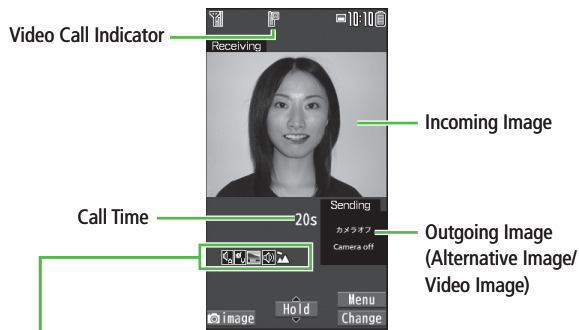 10:10
Video Call Indicator
Receiving
Incoming Image
Sending
Call Time
20s
カメラオフ
Camera off
Outgoing Image
(Alternative Image/
Video Image)
Menu
Hold
image
Change